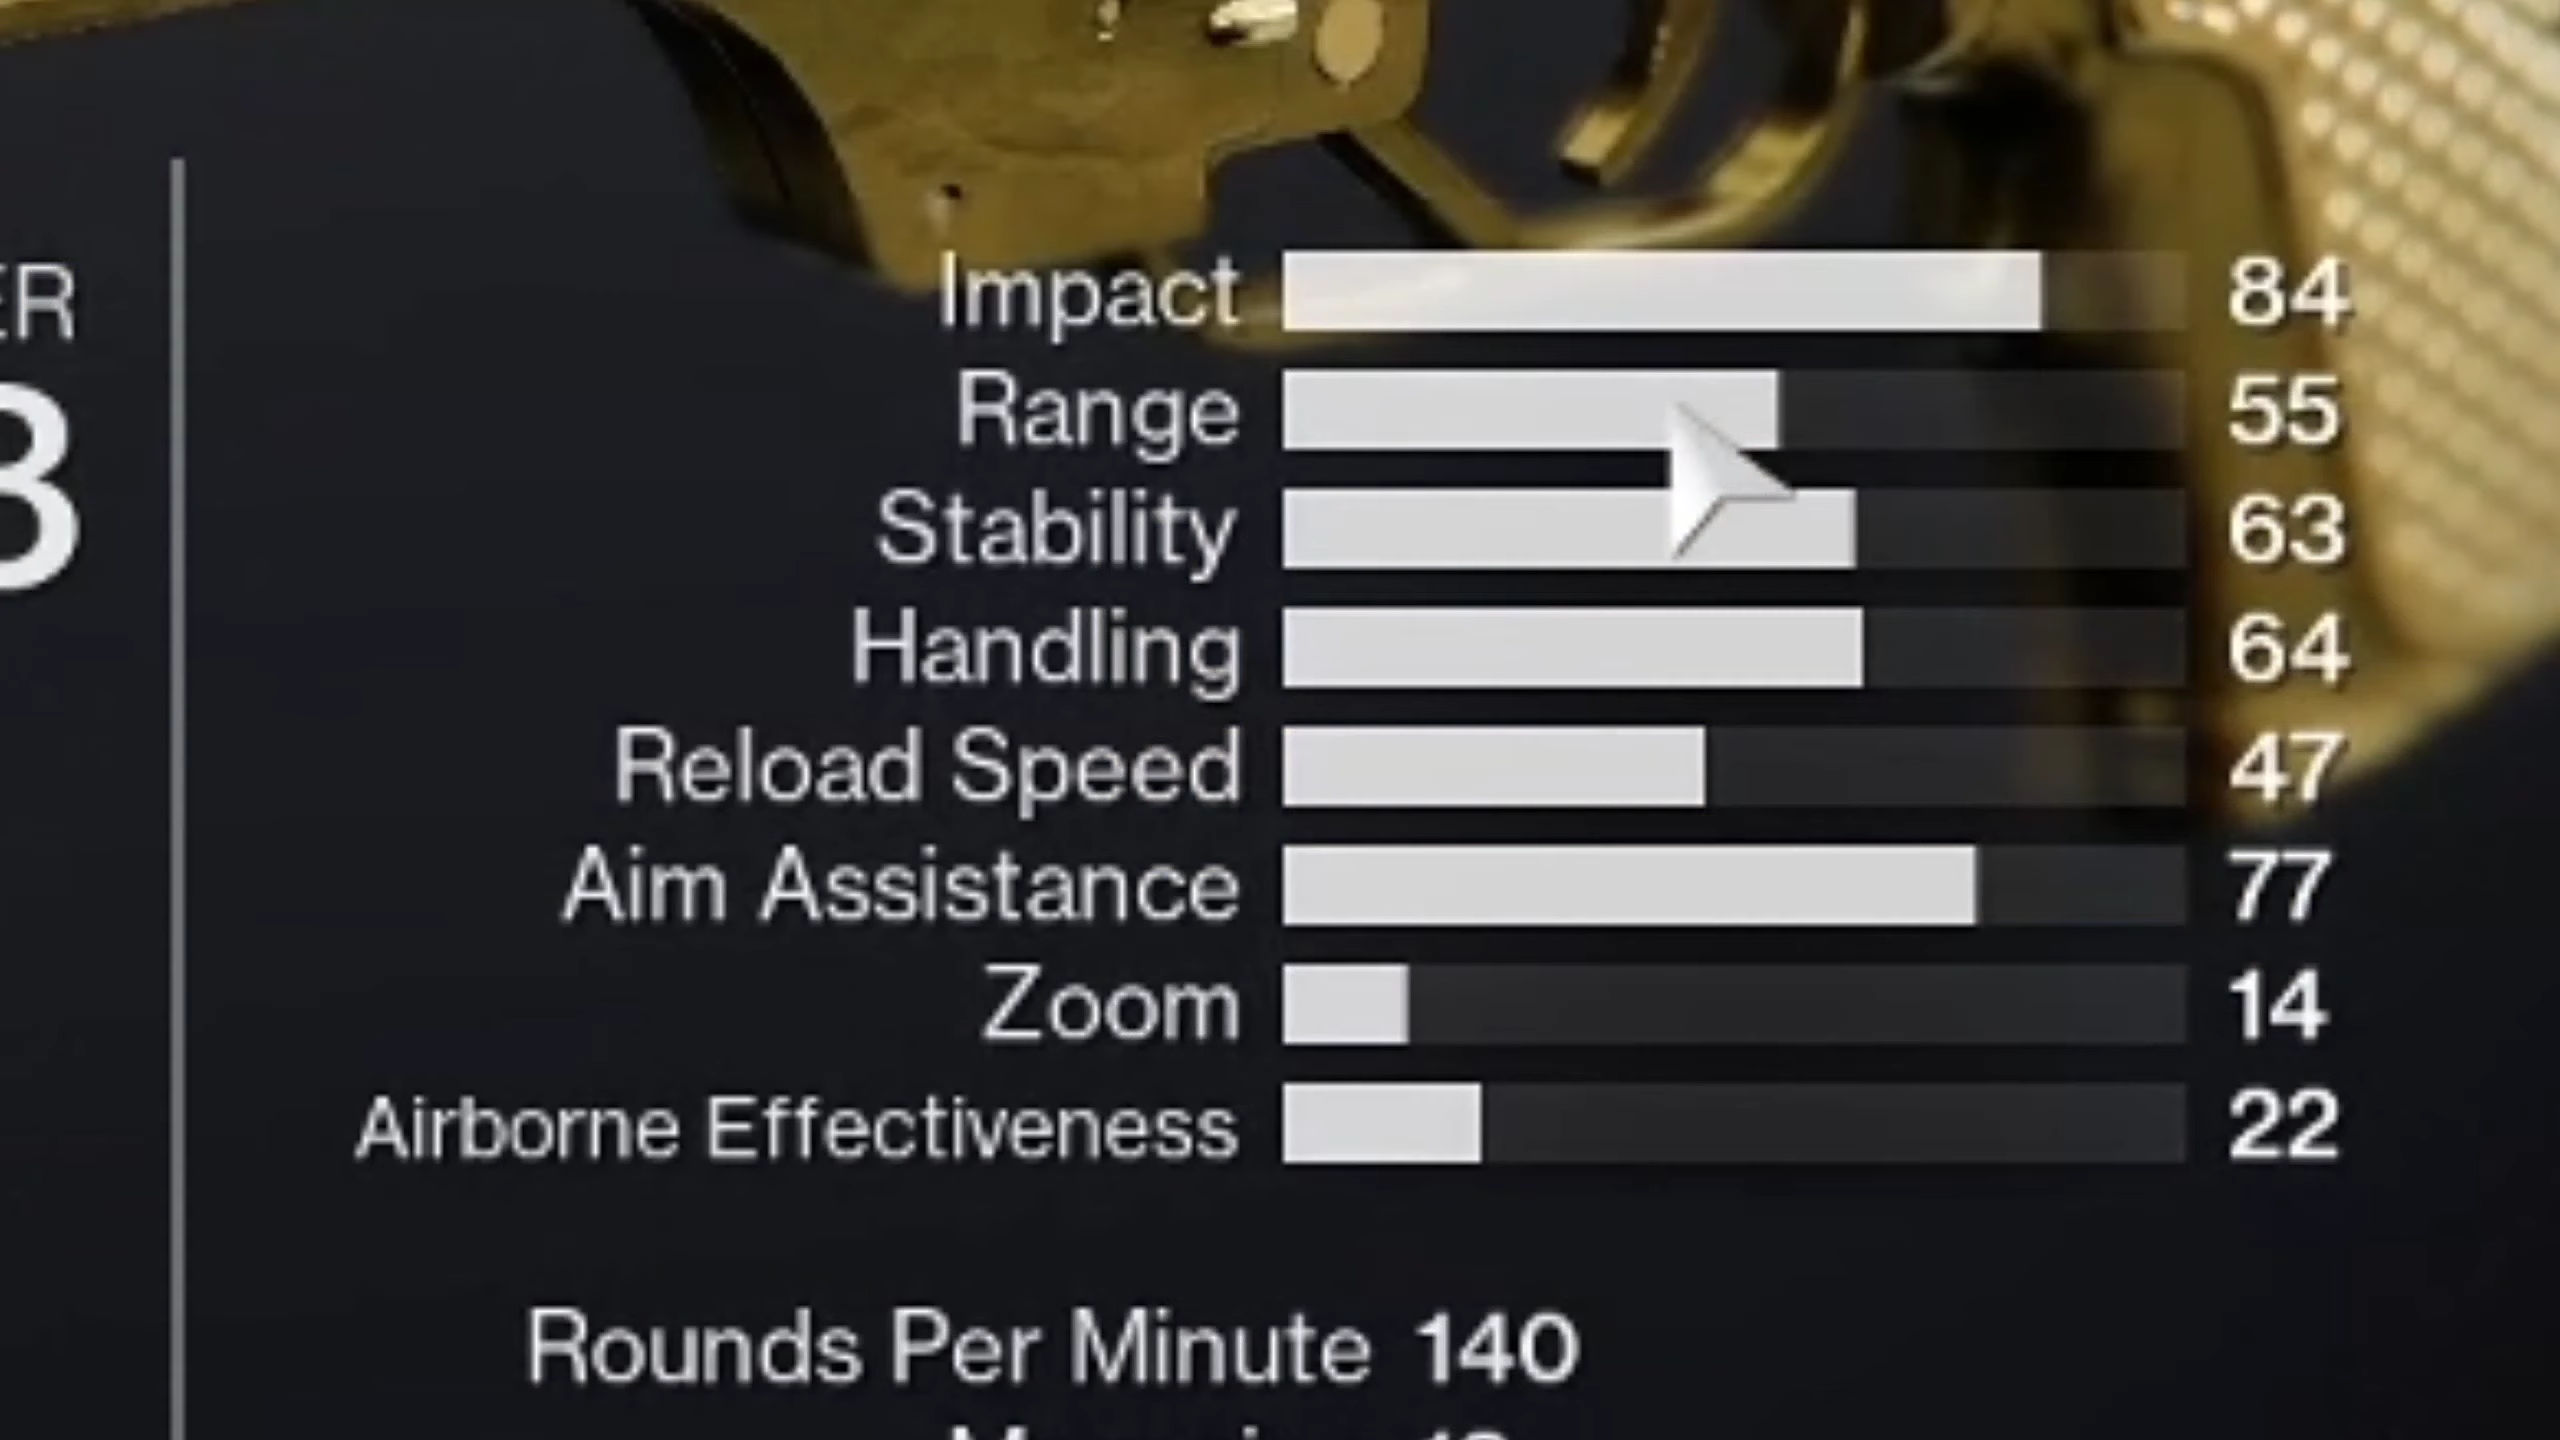 ER
3
Impact 84
Range 55
Stability 63
Handling 64
Reload Speed 47
Aim Assistance 77
Zoom 14
Airborne Effectiveness 22
Rounds Per Minute 140